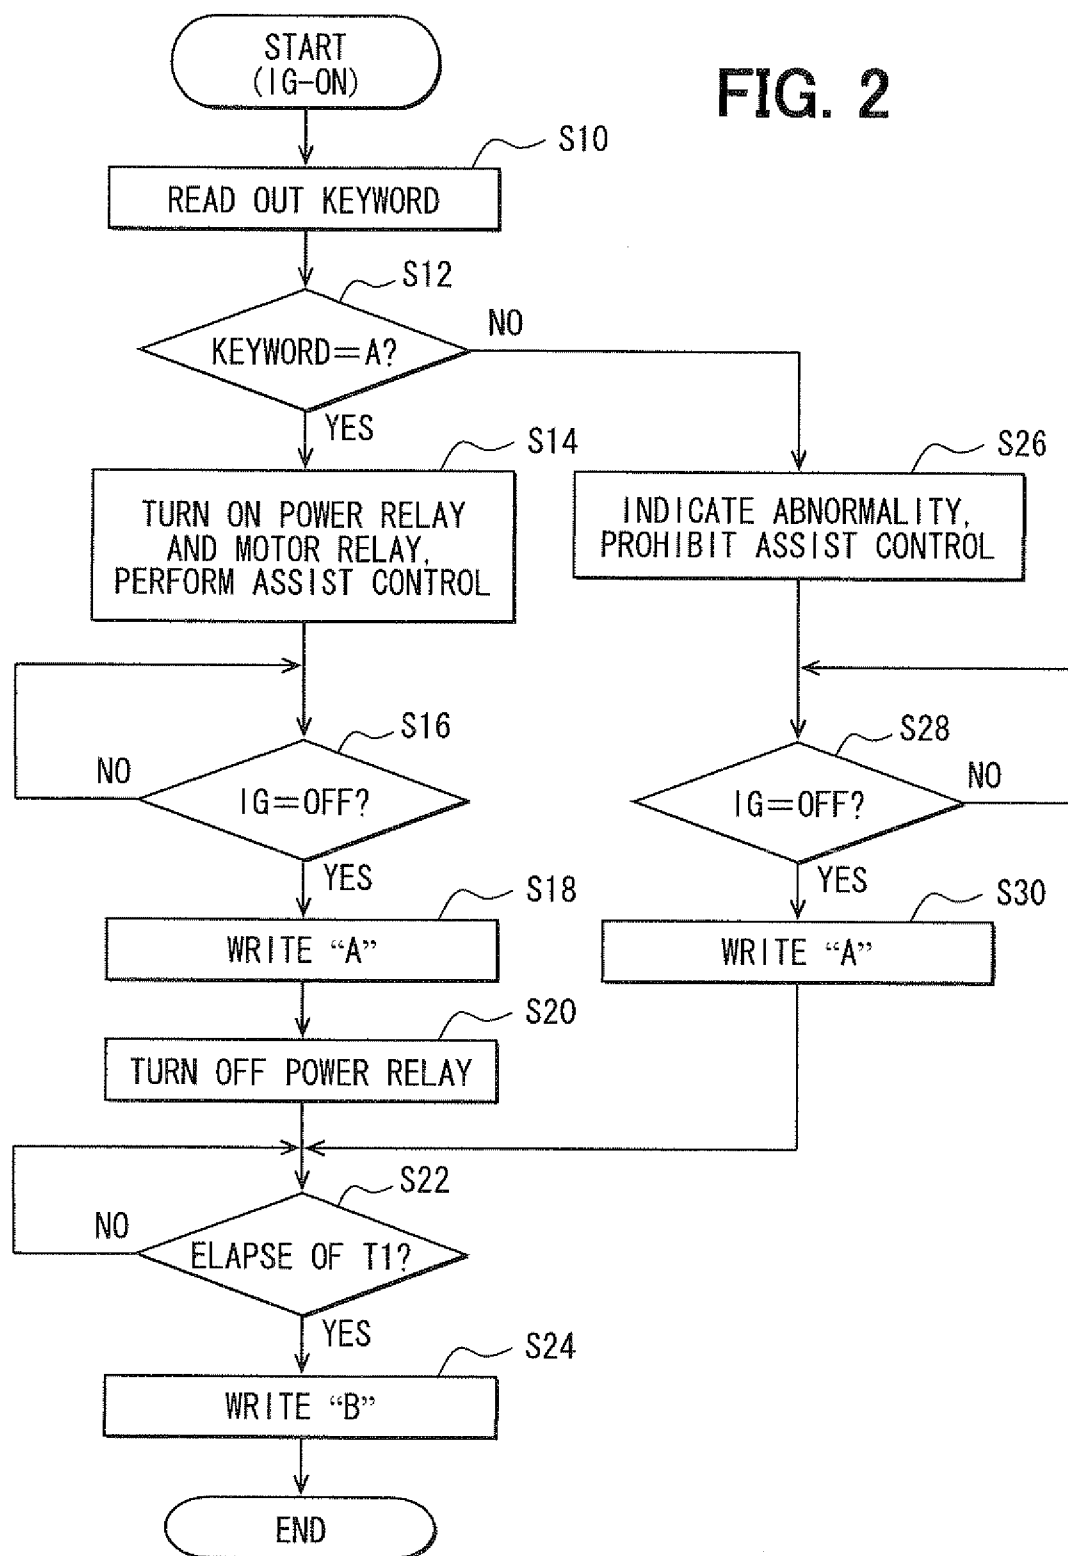 START
(IG-ON)
FIG. 2
S10
READ OUT KEYWORD
S12
KEYWORD=A?
NO
YES
S14
TURN ON POWER RELAY
AND MOTOR RELAY,
PERFORM ASSIST CONTROL
S26
INDICATE ABNORMALITY,
PROHIBIT ASSIST CONTROL
S16
IG=OFF?
NO
YES
S28
IG=OFF?
NO
YES
S18
WRITE “A”
S30
WRITE “A”
S20
TURN OFF POWER RELAY
S22
ELAPSE OF T1?
NO
YES
S24
WRITE “B”
END